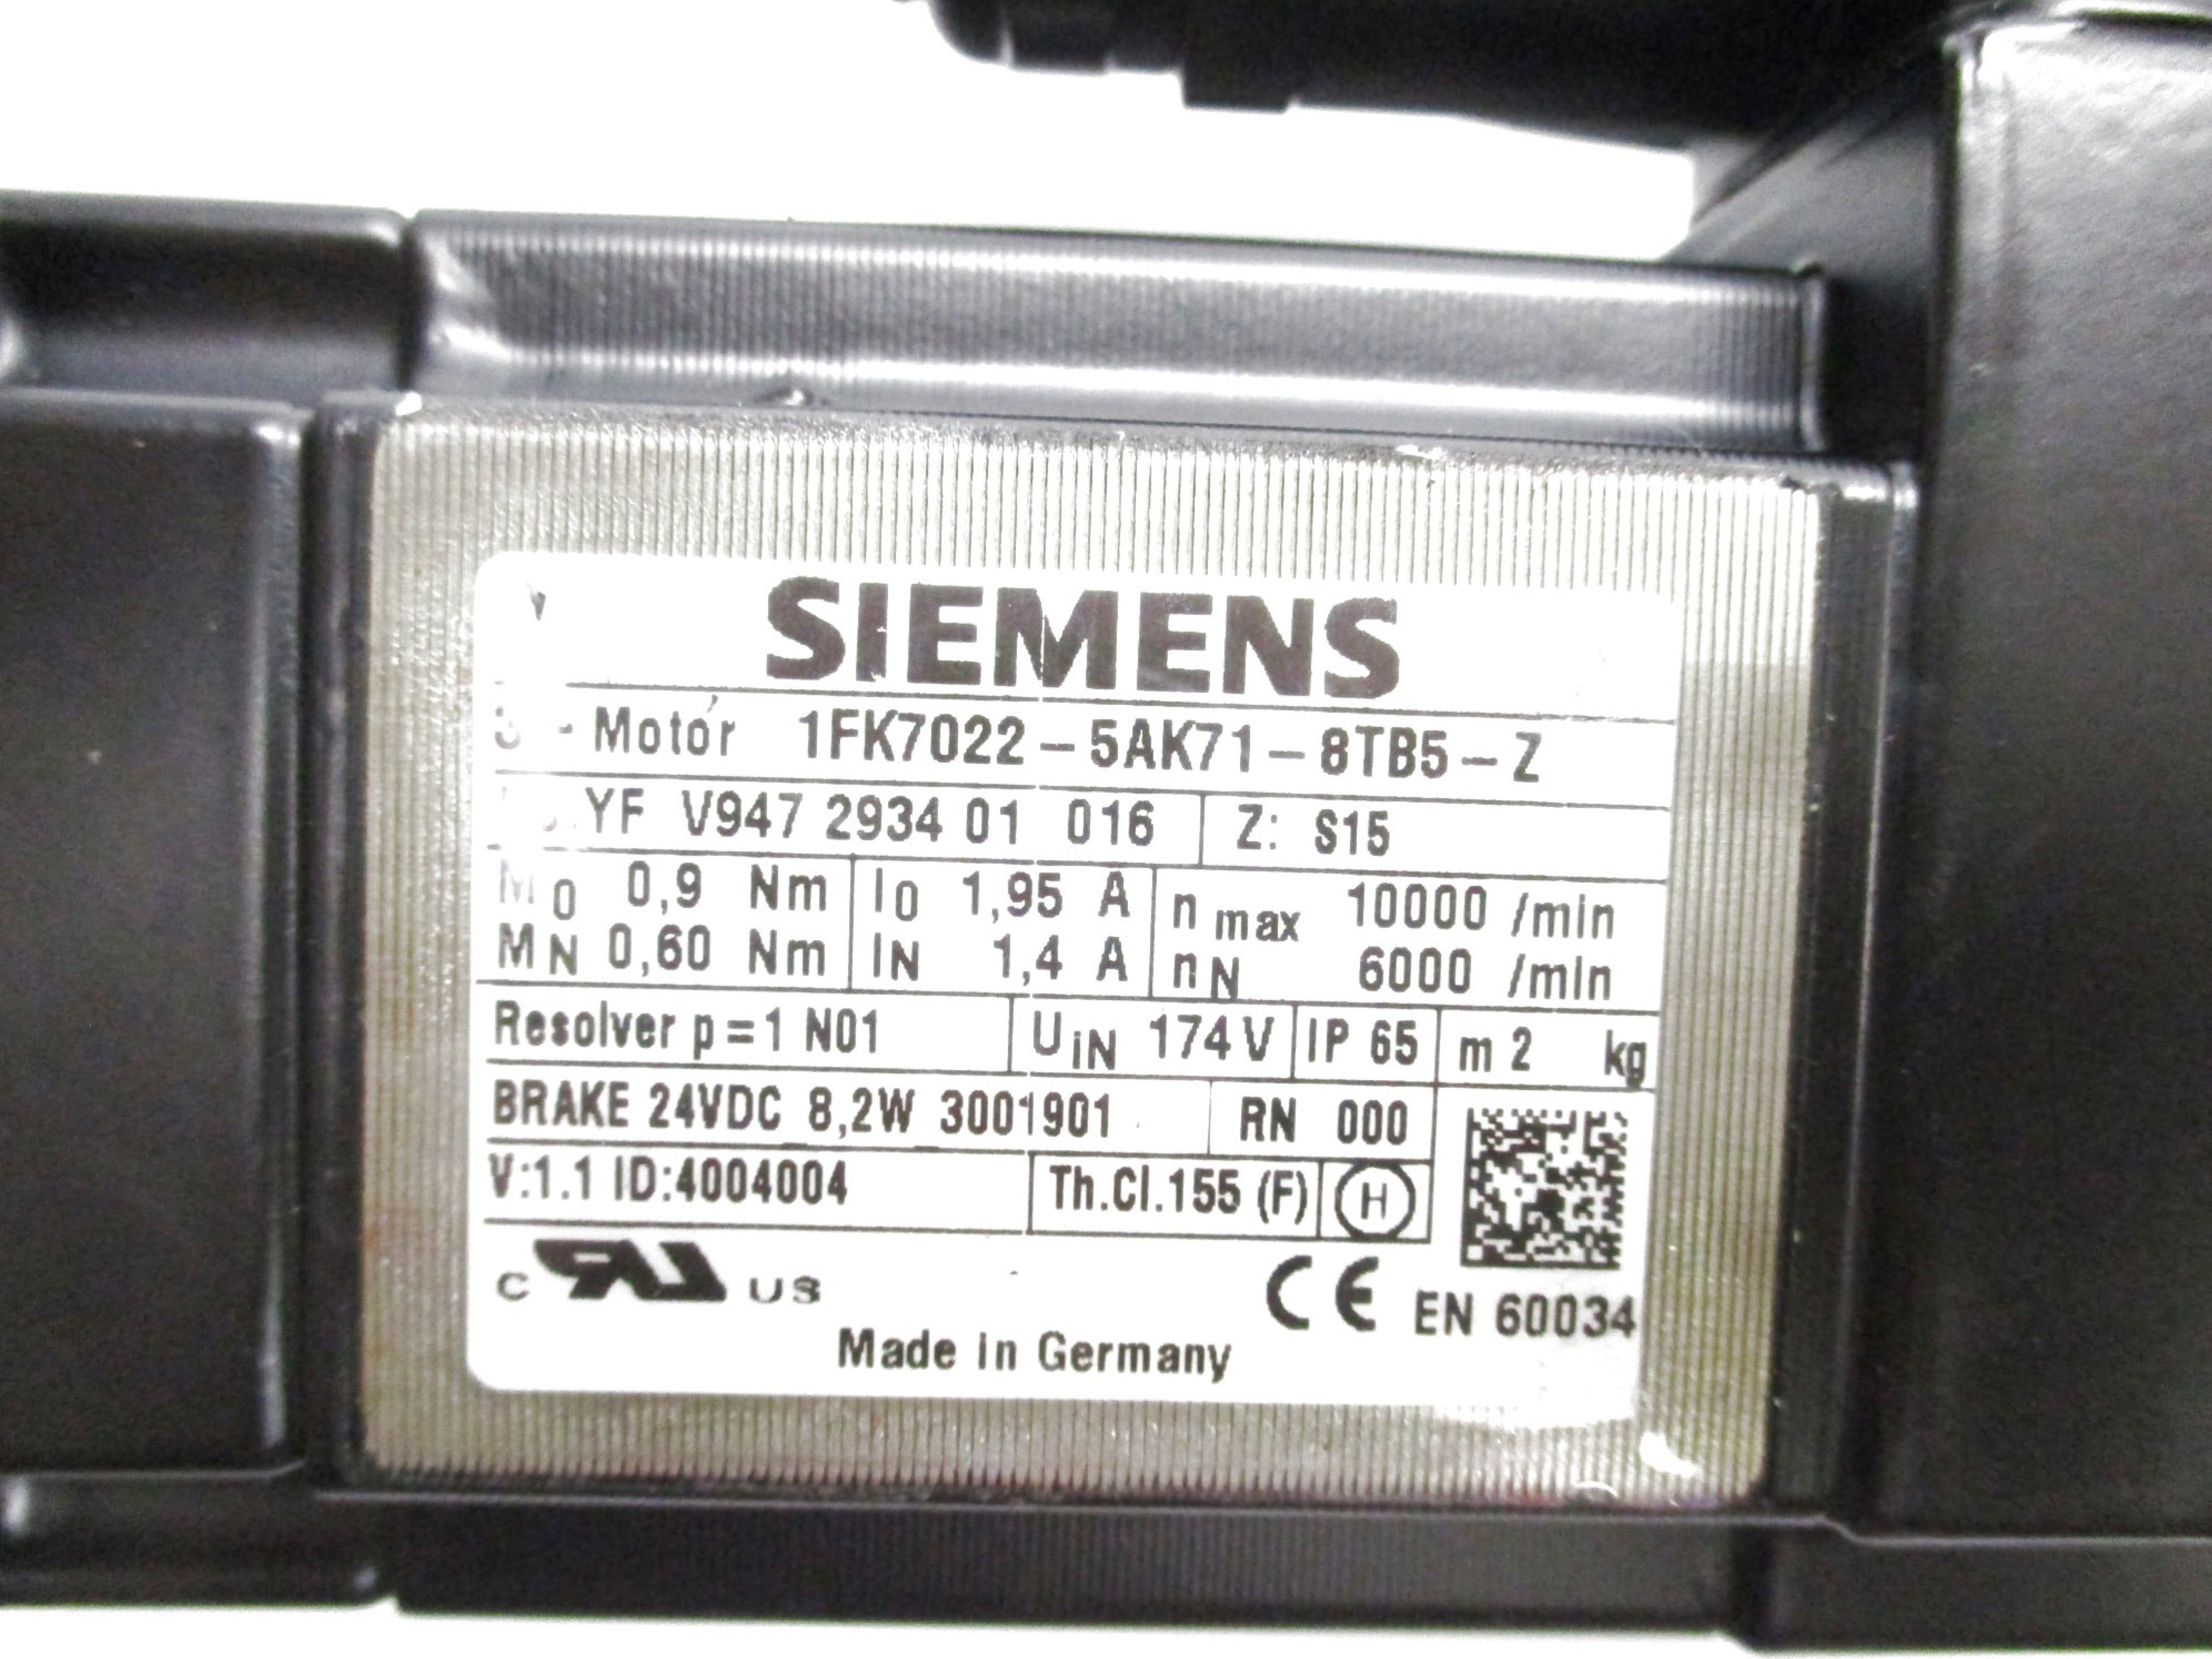 SIEMENS
3 - Motor 1FK7022-5AK71-8TB5-Z
YF V947 2934 01 016 Z: S15
M0 0,9 Nm I0 1,95 A n max 10000 /min
MN 0,60 Nm IN 1,4 A nN 6000 /min
Resolver p=1 N01 UiN 174V IP 65 m 2 kg
BRAKE 24VDC 8,2W 3001901 RN 000
V:1.1 ID:4004004 Th.Cl.155 (F) H
C RU US CE EN 60034
Made in Germany